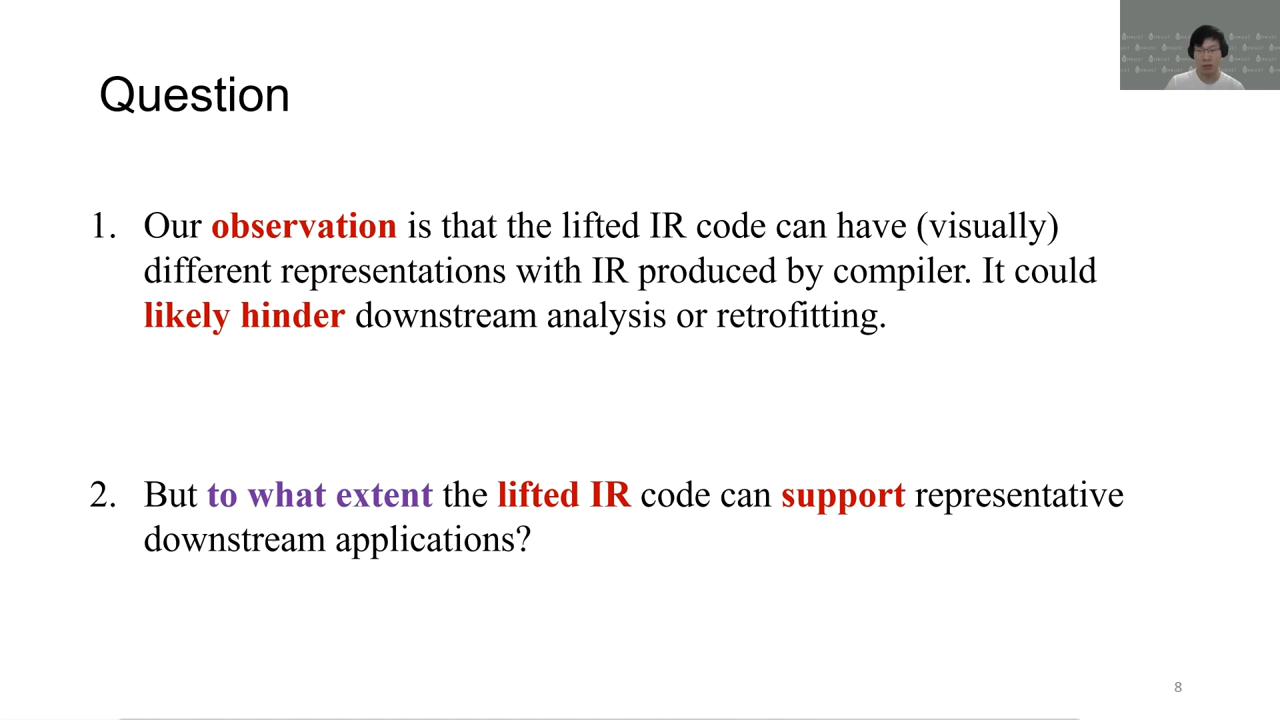 Question
1. Our observation is that the lifted IR code can have (visually)
different representations with IR produced by compiler. It could
likely hinder downstream analysis or retrofitting.
2. But to what extent the lifted IR code can support representative
downstream applications?
8